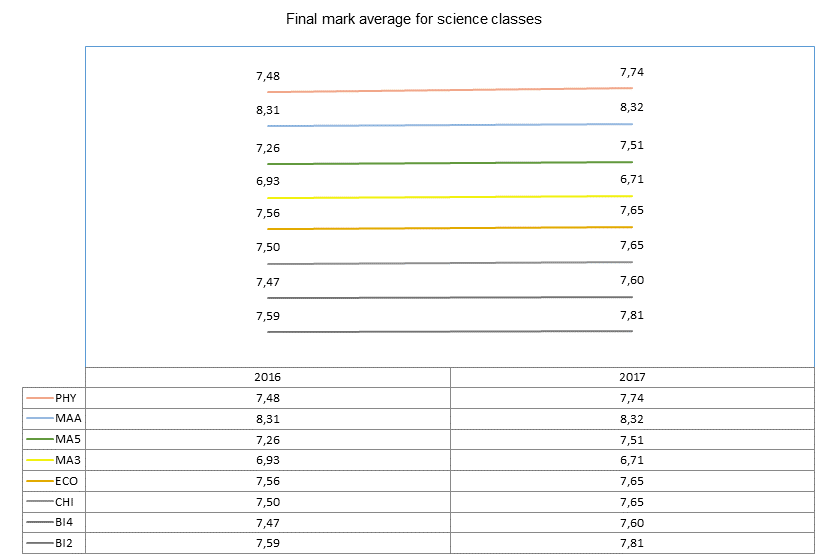 Final mark average for science classes
7,48 7,74
8,31 8,32
7,26 7,51
6,93 6,71
7,56 7,65
7,50 7,65
7,47 7,60
7,59 7,81
2016 2017
PHY 7,48 7,74
MAA 8,31 8,32
MA5 7,26 7,51
MA3 6,93 6,71
ECO 7,56 7,65
CHI 7,50 7,65
BI4 7,47 7,60
BI2 7,59 7,81